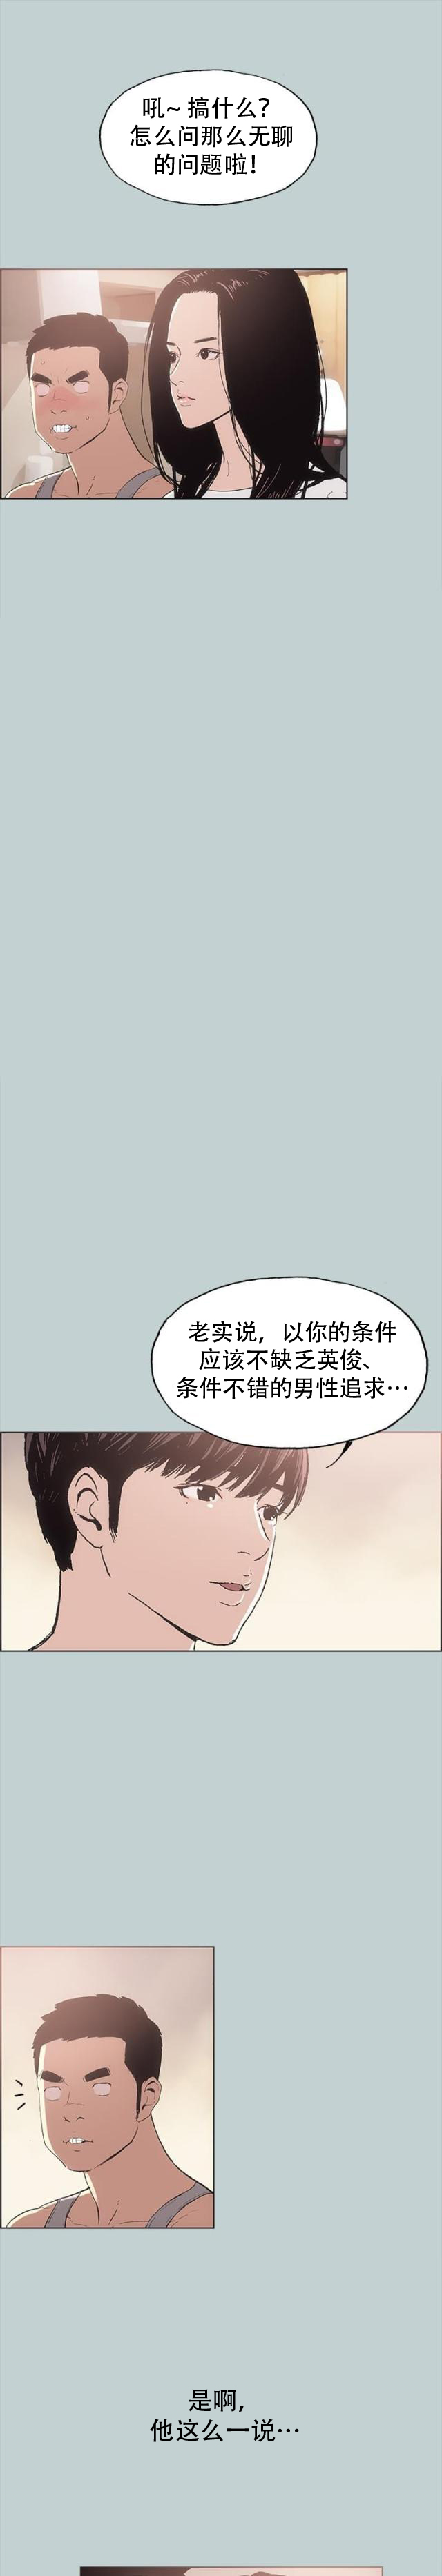 吼~搞什么?
怎么问那么无聊
的问题啦!
老实说, 以你的条件
应该不缺乏英俊、
条件不错的男性追求…
是啊,
他这么一说…